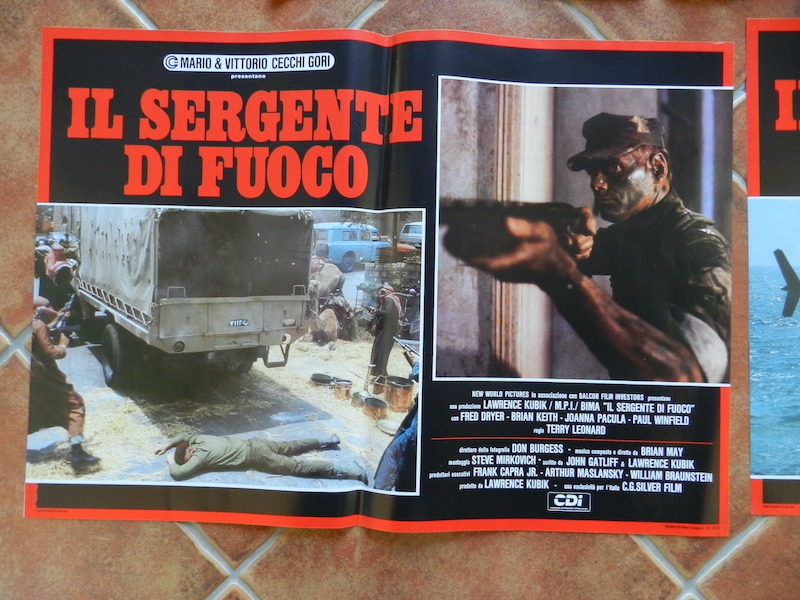 MARIO & VITTORIO CECCHI GORI
presentano
IL SERGENTE
DI FUOCO
NEW WORLD PICTURES in associazione con BALCOR FILM INVESTORS presentano
una produzione LAWRENCE KUBIK / M.P.I./ BIMA "IL SERGENTE DI FUOCO"
con FRED DRYER - BRIAN KEITH - JOANNA PACULA - PAUL WINFIELD
regia TERRY LEONARD
direttore della fotografia DON BURGESS - musica composta e diretta da BRIAN MAY
montaggio STEVE MIRKOVICH - scritto da JOHN GATLIFF & LAWRENCE KUBIK
produttori esecutivi FRANK CAPRA JR. - ARTHUR MASLANSKY - WILLIAM BRAUNSTEIN
prodotto da LAWRENCE KUBIK - una esclusività per l'Italia C.G. SILVER FILM
CDi